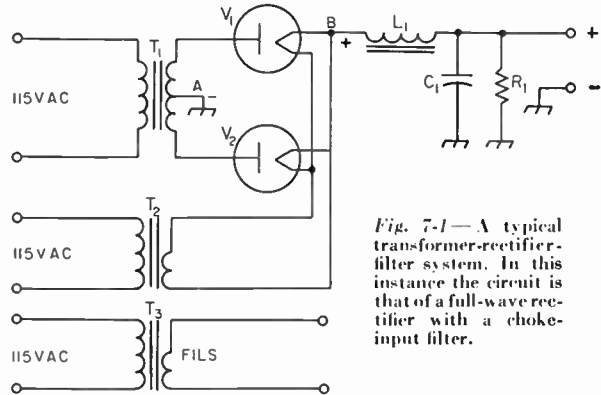 V1
B
L1
+
+
T1
A
–
115VAC
C1
R1
–
V2
T2
115VAC
T3
115VAC
FILS
Fig. 7-1 — A typical
transformer-rectifier-
filter system. In this
instance the circuit is
that of a full-wave rec-
tifier with a choke-
input filter.